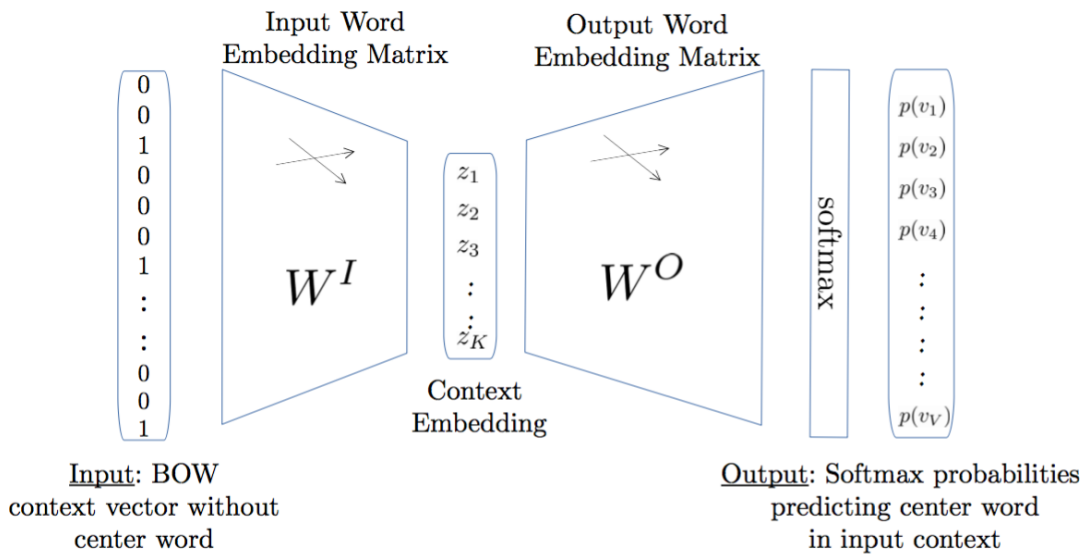 Input Word
Embedding Matrix
Output Word
Embedding Matrix
0
0
1
0
0
0
1
:
:
0
0
1
W^I
z_1
z_2
z_3
:
:
z_K
Context
Embedding
W^O
softmax
p(v_1)
p(v_2)
p(v_3)
p(v_4)
:
:
:
:
p(v_V)
Input: BOW
context vector without
center word
Output: Softmax probabilities
predicting center word
in input context